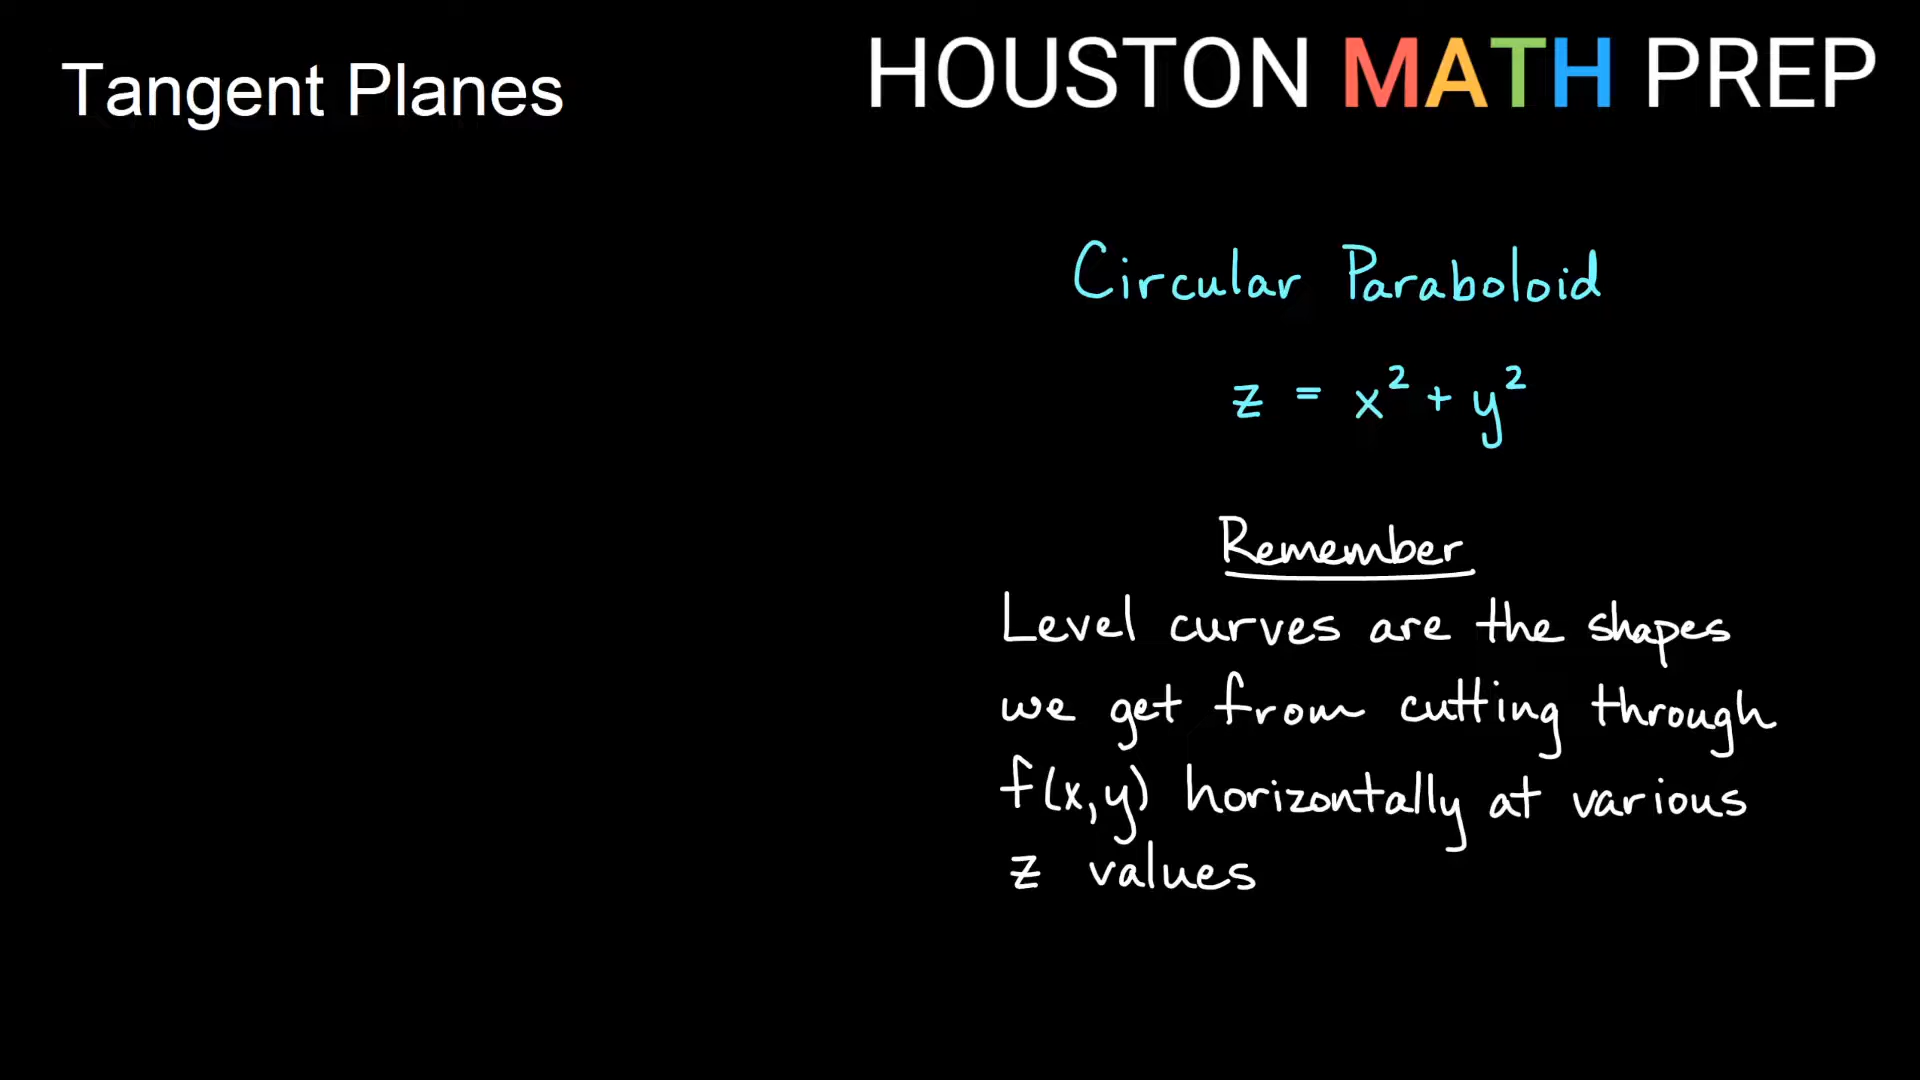 Tangent Planes
HOUSTON MATH PREP
Circular Paraboloid
z = x² + y²
Remember
Level curves are the shapes
we get from cutting through
f(x,y) horizontally at various
z values